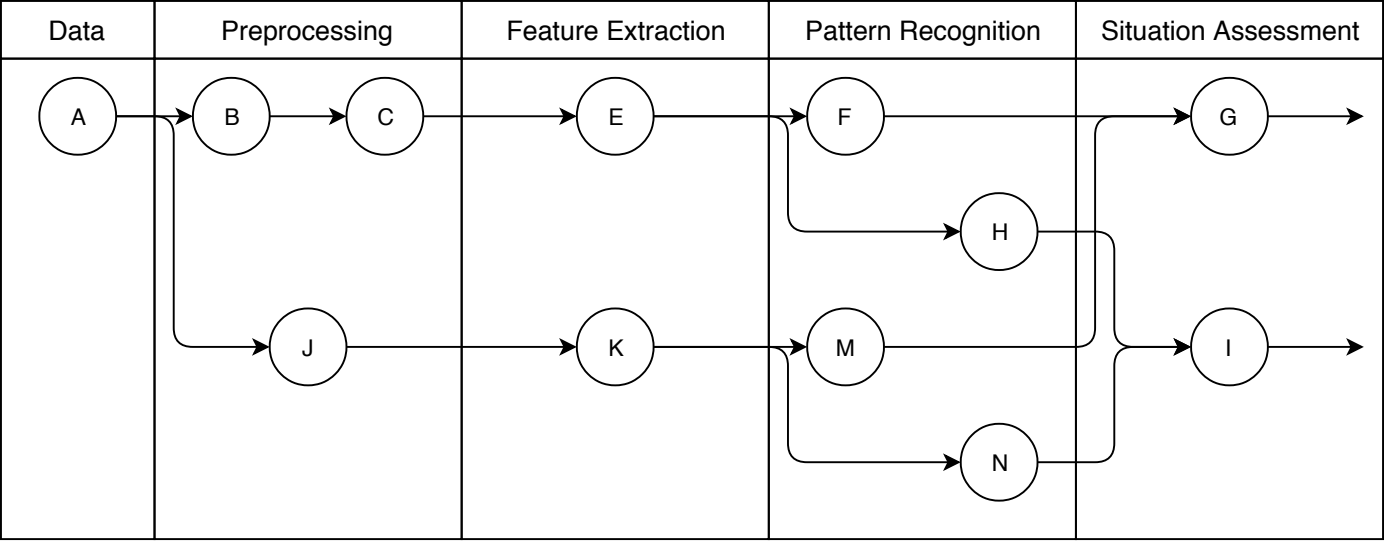 Data Preprocessing Feature Extraction Pattern Recognition Situation Assessment
A B C E F G
H
J K M I
N